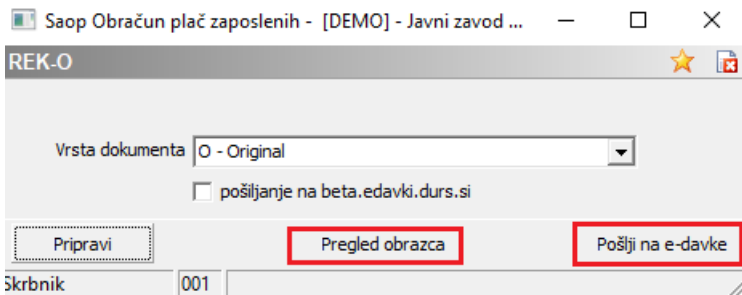 Saop Obračun plač zaposlenih - [DEMO] - Javni zavod ...
REK-O
Vrsta dokumenta O - Original
pošiljanje na beta.edavki.durs.si
Pripravi Pregled obrazca Pošlji na e-davke
Skrbnik 001